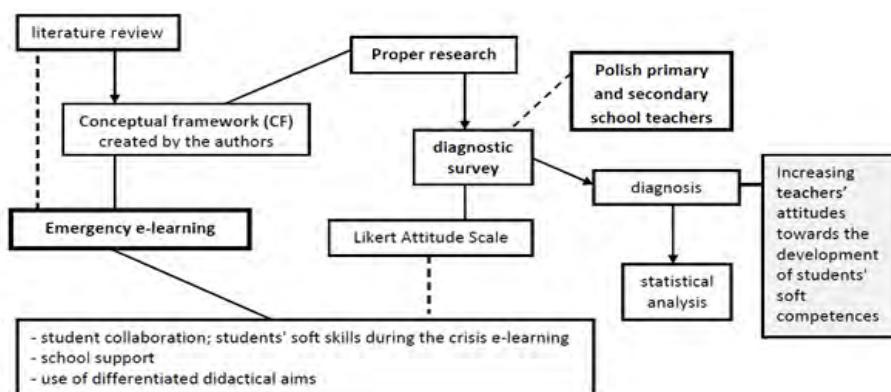 literature review
Proper research
Polish primary
and secondary
school teachers
Conceptual framework (CF)
created by the authors
diagnostic
survey
diagnosis
Increasing
teachers'
attitudes
towards the
development
of students'
soft
competences
Emergency e-learning
Likert Attitude Scale
statistical
analysis
- student collaboration; students' soft skills during the crisis e-learning
- school support
- use of differentiated didactical aims